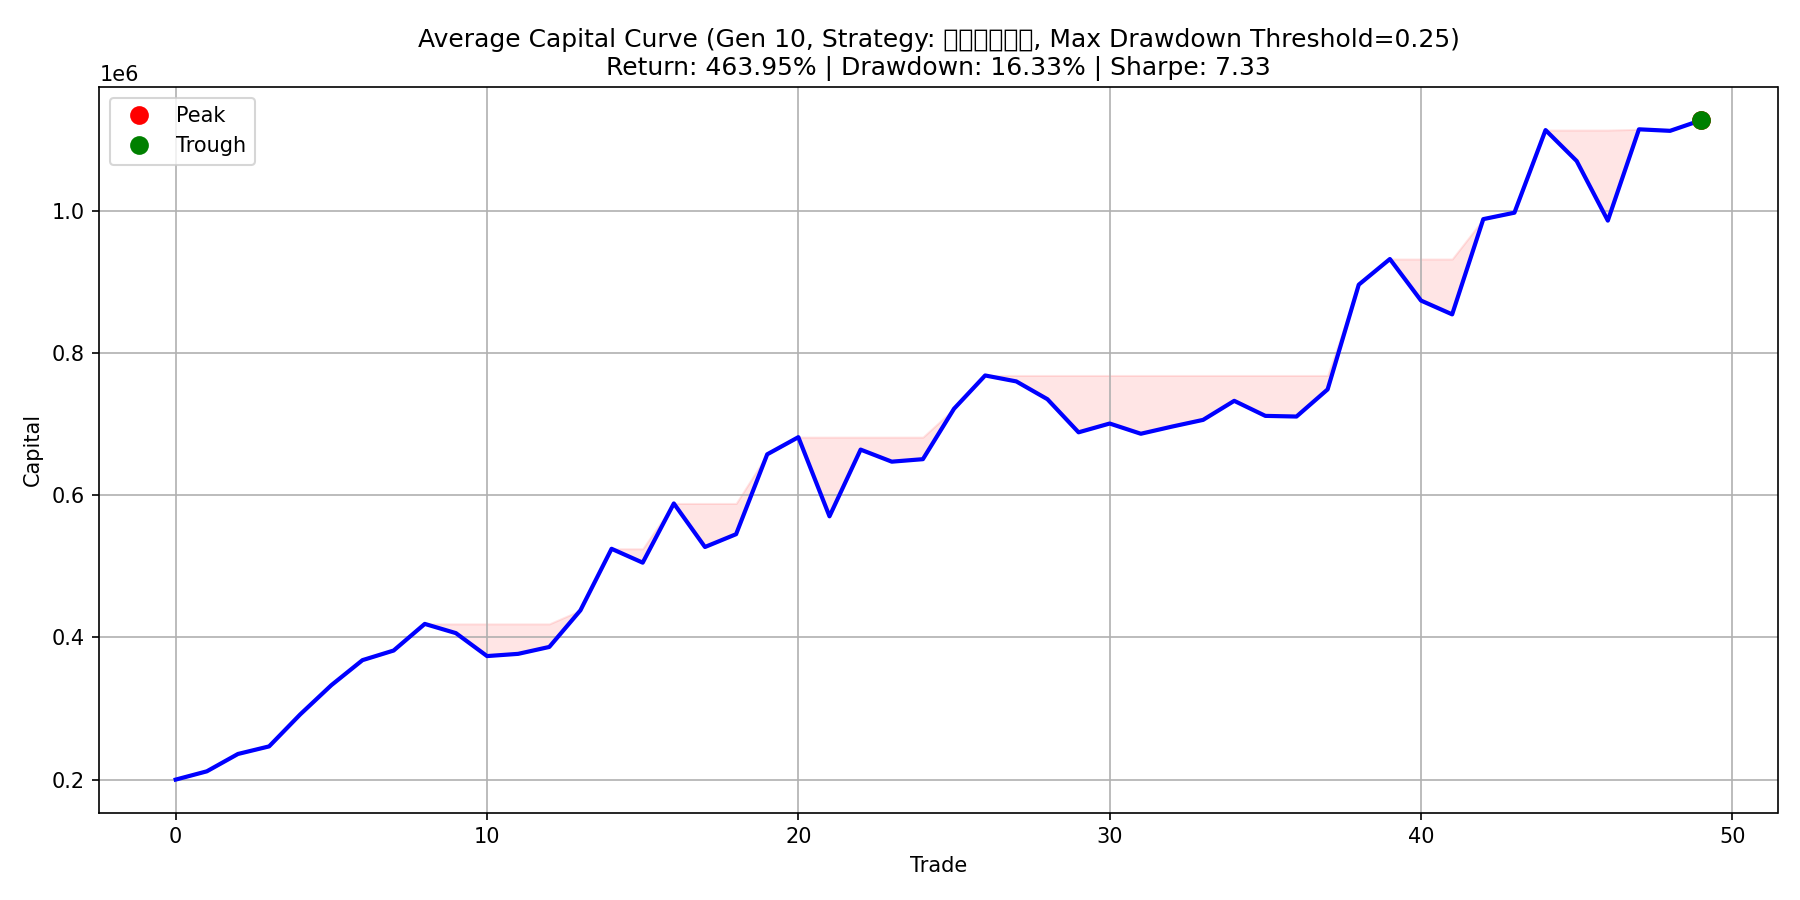 Average Capital Curve (Gen 10, Strategy: , Max Drawdown Threshold=0.25)
Return: 463.95% | Drawdown: 16.33% | Sharpe: 7.33
1e6
Peak
Trough
1.0
0.8
0.6
0.4
0.2
Capital
0
10
20
30
40
50
Trade